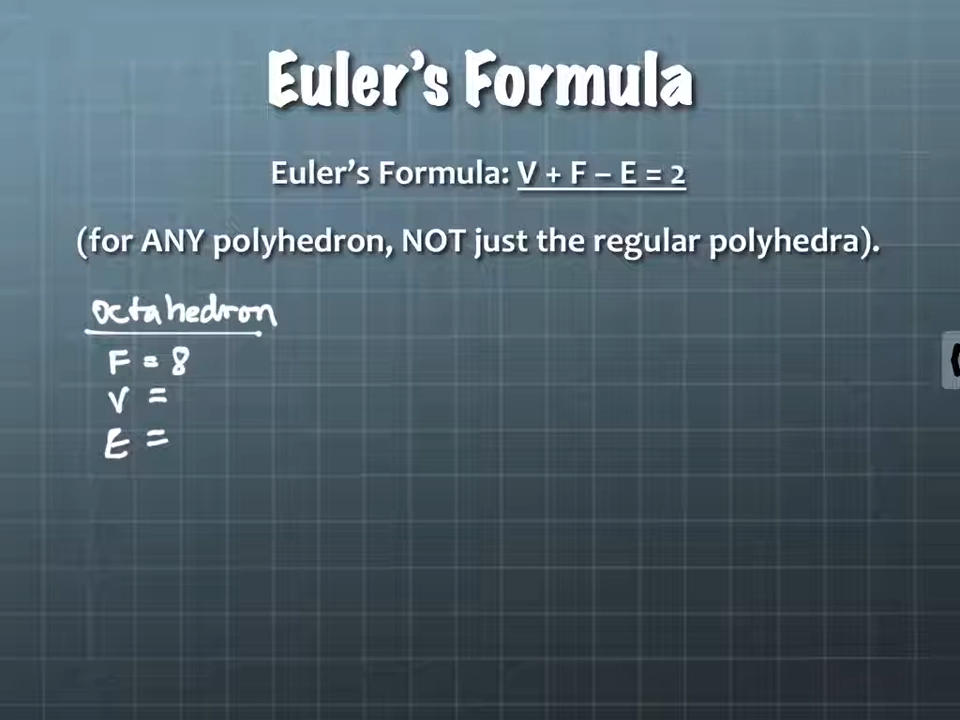 Euler's Formula
Euler's Formula: V + F – E = 2
(for ANY polyhedron, NOT just the regular polyhedra).
octahedron
F = 8
V =
E =